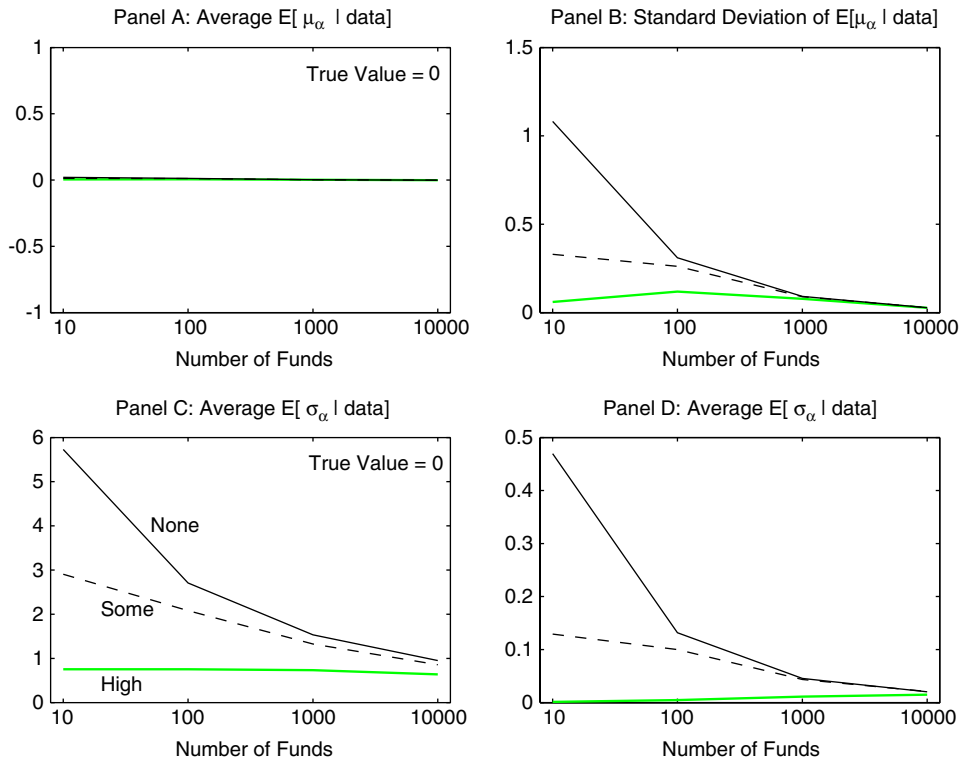 Panel A: Average E[ μα | data]
1
0.5
0
-0.5
-1
True Value = 0
10 100 1000 10000
Number of Funds
Panel B: Standard Deviation of E[μα | data]
1.5
1
0.5
0
10 100 1000 10000
Number of Funds
Panel C: Average E[ σα | data]
6
5
4
3
2
1
0
True Value = 0
None
Some
High
10 100 1000 10000
Number of Funds
Panel D: Average E[ σα | data]
0.5
0.4
0.3
0.2
0.1
0
10 100 1000 10000
Number of Funds